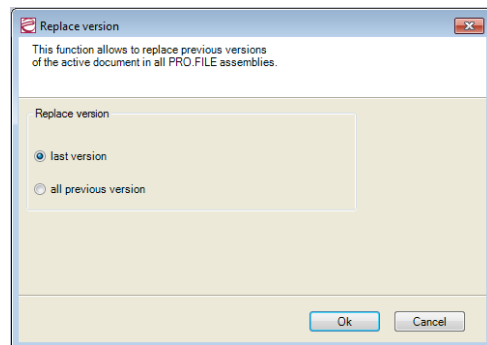 Replace version
This function allows to replace previous versions
of the active document in all PRO.FILE assemblies.
Replace version
last version
all previous version
Ok
Cancel